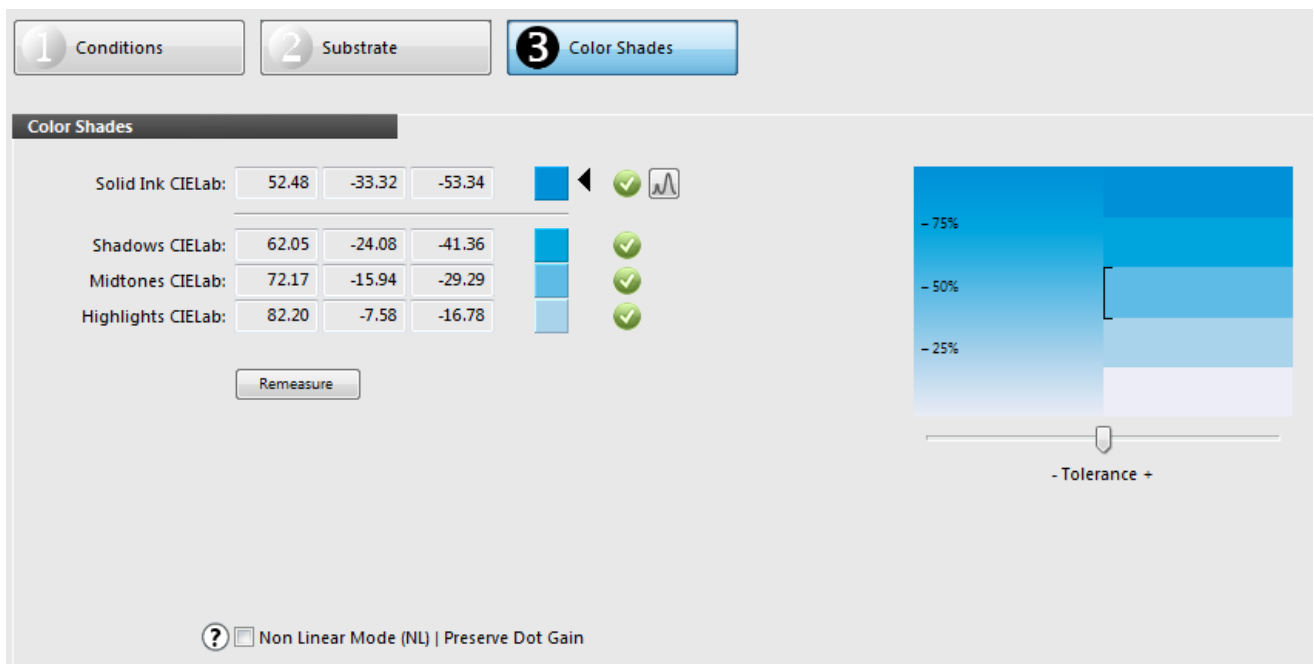 1 Conditions 2 Substrate 3 Color Shades
Color Shades
Solid Ink CIELab: 52.48 -33.32 -53.34
Shadows CIELab: 62.05 -24.08 -41.36
Midtones CIELab: 72.17 -15.94 -29.29
Highlights CIELab: 82.20 -7.58 -16.78
Remeasure
– 75%
– 50%
– 25%
- Tolerance +
? Non Linear Mode (NL) | Preserve Dot Gain